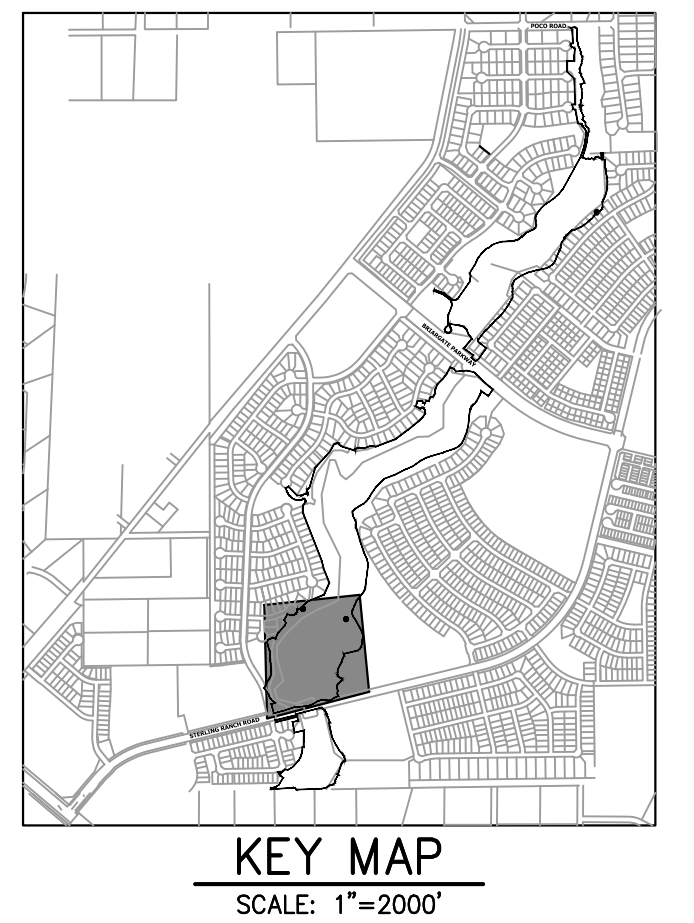 POCO ROAD
BRIARGATE PARKWAY
STERLING RANCH ROAD
KEY MAP
SCALE: 1"=2000'